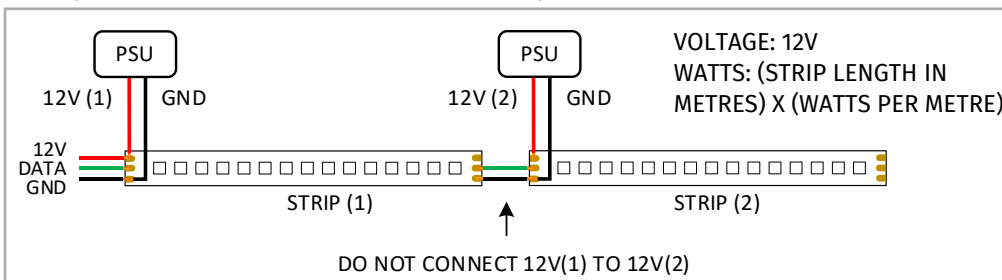 PSU
PSU
VOLTAGE: 12V
WATTS: (STRIP LENGTH IN
METRES) X (WATTS PER METRE)
12V (1)
GND
12V (2)
GND
12V
DATA
GND
STRIP (1)
STRIP (2)
DO NOT CONNECT 12V(1) TO 12V(2)